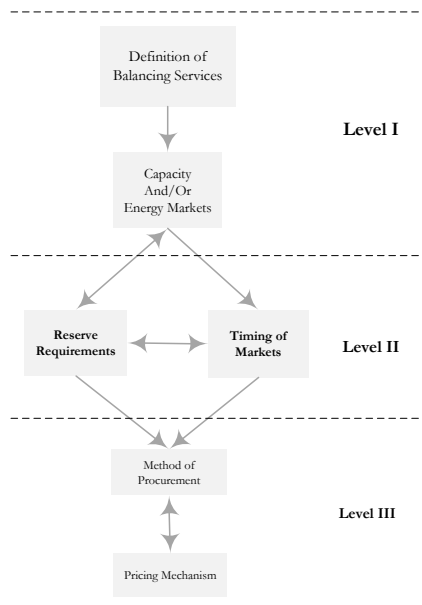 Definition of
Balancing Services
Level I
Capacity
And/Or
Energy Markets
Reserve
Requirements
Timing of
Markets
Level II
Method of
Procurement
Level III
Pricing Mechanism